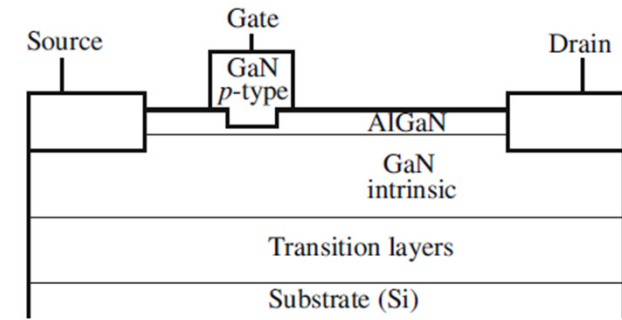 Gate
Source
Drain
GaN
p-type
AlGaN
GaN
intrinsic
Transition layers
Substrate (Si)